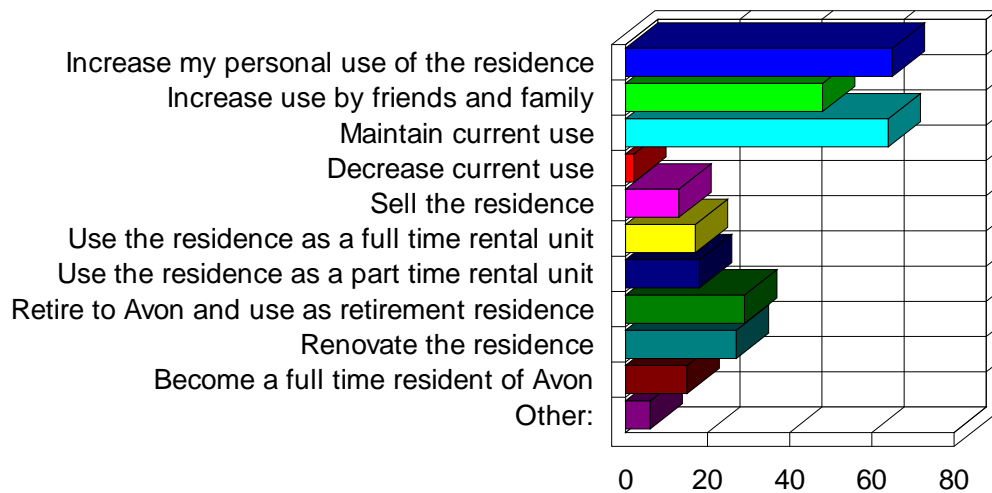 Increase my personal use of the residence
Increase use by friends and family
Maintain current use
Decrease current use
Sell the residence
Use the residence as a full time rental unit
Use the residence as a part time rental unit
Retire to Avon and use as retirement residence
Renovate the residence
Become a full time resident of Avon
Other:
0 20 40 60 80